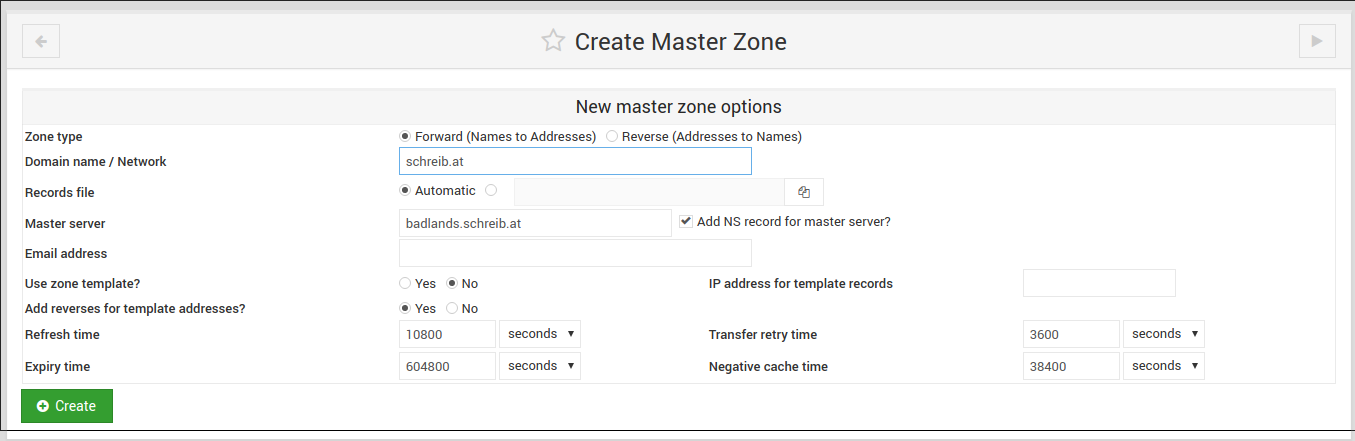 Create Master Zone
New master zone options
Zone type Forward (Names to Addresses) Reverse (Addresses to Names)
Domain name / Network schreib.at
Records file Automatic
Master server badlands.schreib.at Add NS record for master server?
Email address
Use zone template? Yes No IP address for template records
Add reverses for template addresses? Yes No
Refresh time 10800 seconds Transfer retry time 3600 seconds
Expiry time 604800 seconds Negative cache time 38400 seconds
Create